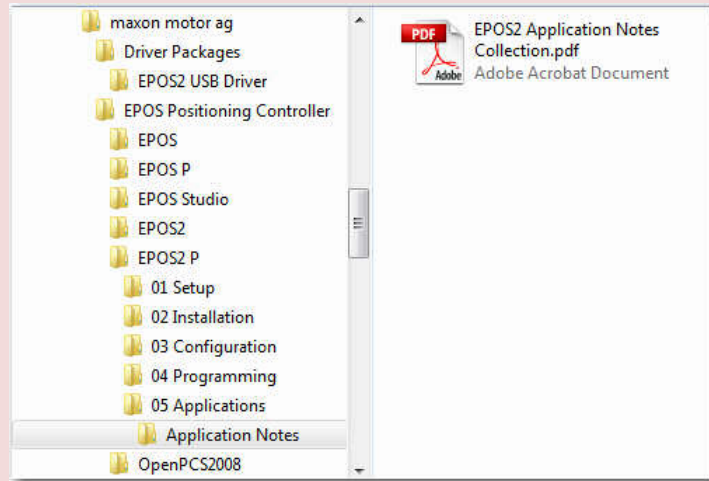 maxon motor ag
Driver Packages
EPOS2 USB Driver
EPOS Positioning Controller
EPOS
EPOS P
EPOS Studio
EPOS2
EPOS2 P
01 Setup
02 Installation
03 Configuration
04 Programming
05 Applications
Application Notes
OpenPCS2008
PDF
Adobe
EPOS2 Application Notes
Collection.pdf
Adobe Acrobat Document